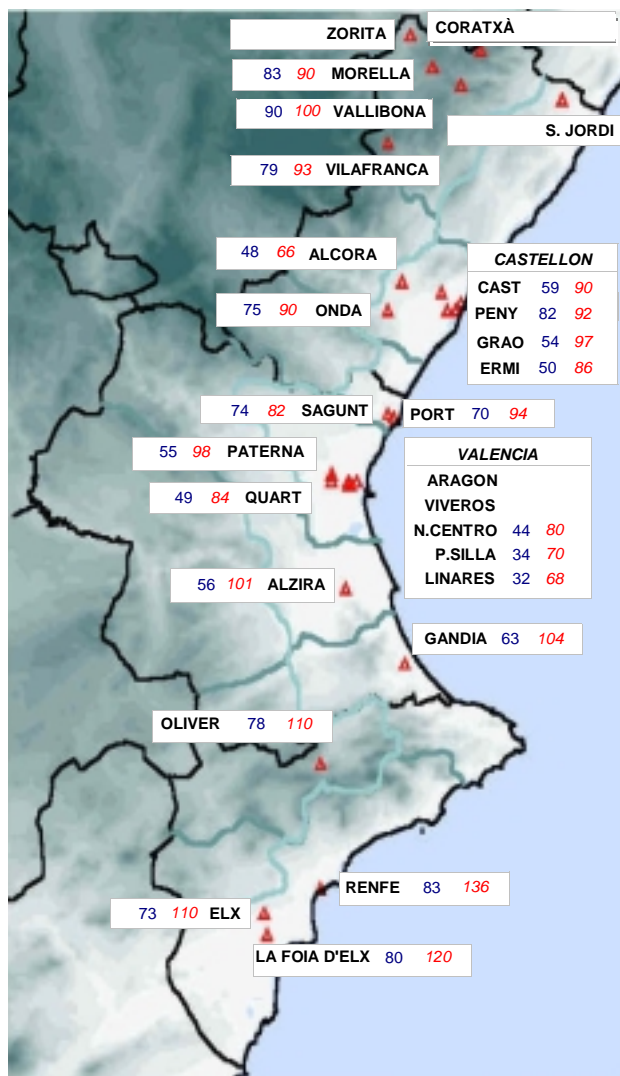 ZORITA
CORATXÀ
83 90 MORELLA
90 100 VALLIBONA
S. JORDI
79 93 VILAFRANCA
48 66 ALCORA
CASTELLON
CAST 59 90
PENY 82 92
GRAO 54 97
ERMI 50 86
75 90 ONDA
74 82 SAGUNT
PORT 70 94
55 98 PATERNA
49 84 QUART
VALENCIA
ARAGON
VIVEROS
N.CENTRO 44 80
P.SILLA 34 70
LINARES 32 68
56 101 ALZIRA
GANDIA 63 104
OLIVER 78 110
RENFE 83 136
73 110 ELX
LA FOIA D'ELX 80 120